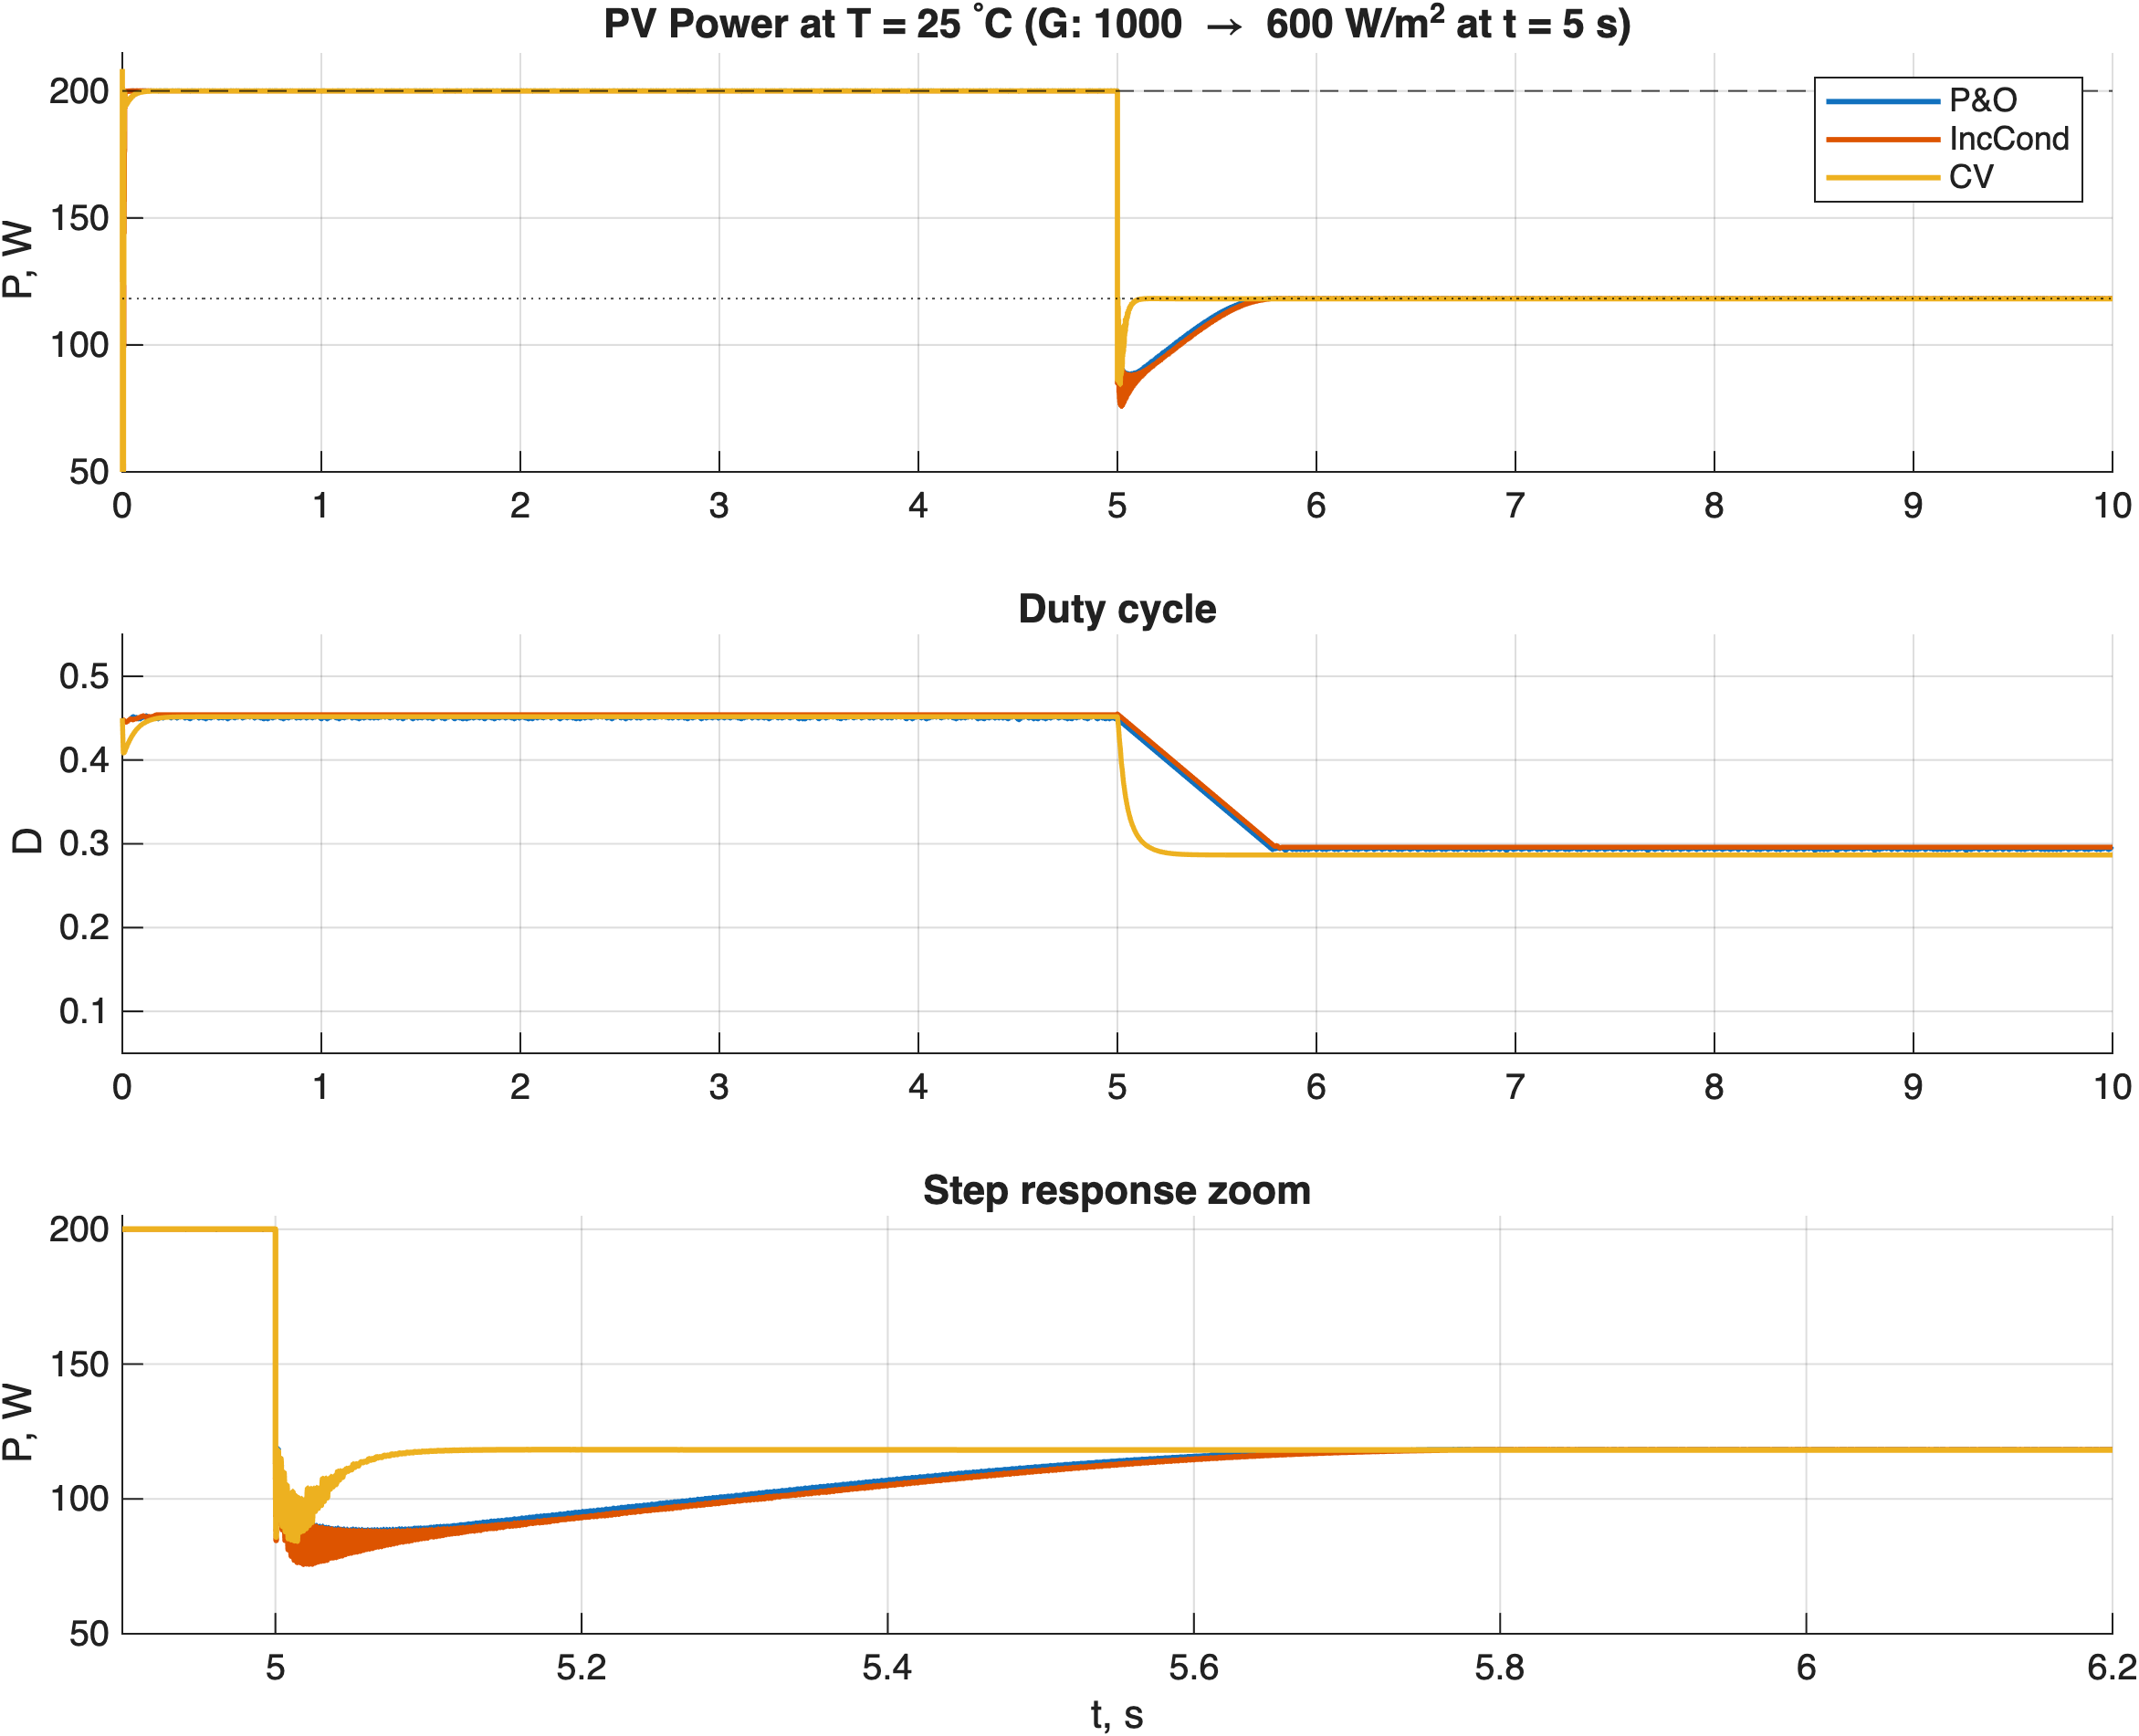 PV Power at T = 25 °C (G: 1000 → 600 W/m² at t = 5 s)
P, W
200
150
100
50
0 1 2 3 4 5 6 7 8 9 10
P&O
IncCond
CV
Duty cycle
D
0.5
0.4
0.3
0.2
0.1
0 1 2 3 4 5 6 7 8 9 10
Step response zoom
P, W
200
150
100
50
5 5.2 5.4 5.6 5.8 6 6.2
t, s